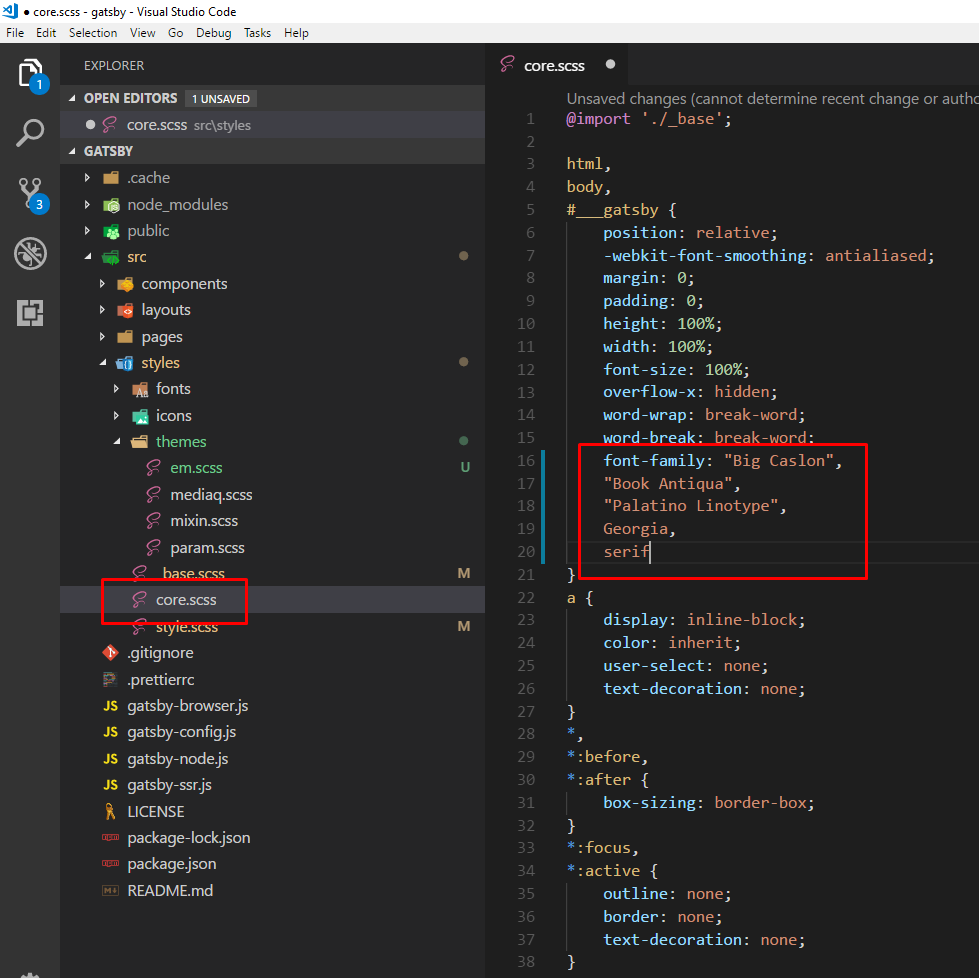 core.scss - gatsby - Visual Studio Code
File Edit Selection View Go Debug Tasks Help
1
3
EXPLORER
OPEN EDITORS 1 UNSAVED
core.scss src\styles
GATSBY
.cache
node_modules
public
src
components
layouts
pages
styles
fonts
icons
themes
em.scss U
mediaq.scss
mixin.scss
param.scss
_base.scss M
core.scss
style.scss M
.gitignore
.prettierrc
JS gatsby-browser.js
JS gatsby-config.js
JS gatsby-node.js
JS gatsby-ssr.js
LICENSE
package-lock.json
package.json
README.md
core.scss
Unsaved changes (cannot determine recent change or autho
1 @import './_base';
2
3 html,
4 body,
5 #___gatsby {
6 position: relative;
7 -webkit-font-smoothing: antialiased;
8 margin: 0;
9 padding: 0;
10 height: 100%;
11 width: 100%;
12 font-size: 100%;
13 overflow-x: hidden;
14 word-wrap: break-word;
15 word-break: break-word;
16 font-family: "Big Caslon",
17 "Book Antiqua",
18 "Palatino Linotype",
19 Georgia,
20 serif
21 }
22 a {
23 display: inline-block;
24 color: inherit;
25 user-select: none;
26 text-decoration: none;
27 }
28 *,
29 *:before,
30 *:after {
31 box-sizing: border-box;
32 }
33 *:focus,
34 *:active {
35 outline: none;
36 border: none;
37 text-decoration: none;
38 }